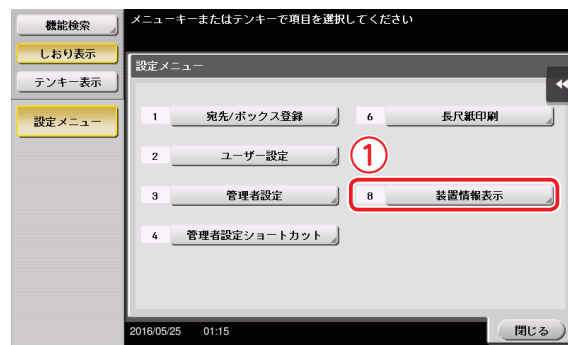 機能検索
しおり表示
テンキー表示
設定メニュー
メニューキーまたはテンキーで項目を選択してください
設定メニュー
1 宛先/ボックス登録
6 長尺紙印刷
2 ユーザー設定
①
3 管理者設定
8 装置情報表示
4 管理者設定ショートカット
2016/05/25 01:15
閉じる